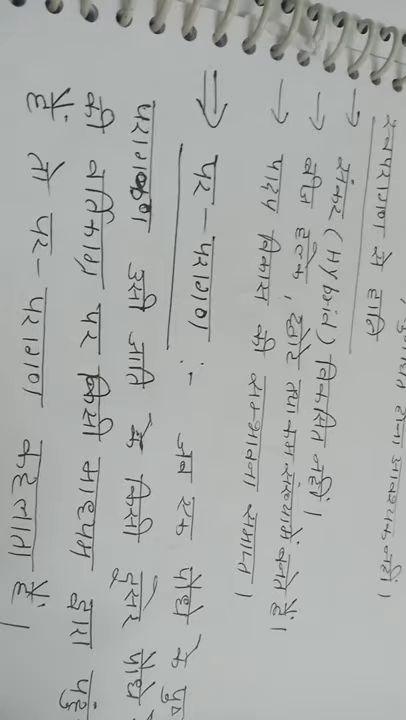 होना आवश्यक नहीं।
स्वपरागण से हानि
→ संकर (Hybrid) विकसित नहीं।
→ बीज हल्के, छोटे तथा कम संख्या में बनते हैं।
→ पादप विकास की सम्भावना समाप्त।
⇒ पर-परागण :- जब एक पौधे के
परागकण उसी जाति के किसी दूसरे पौधे
की वर्तिकाग्र पर किसी माध्यम द्वारा
हैं तो पर-परागण कहलाता है।